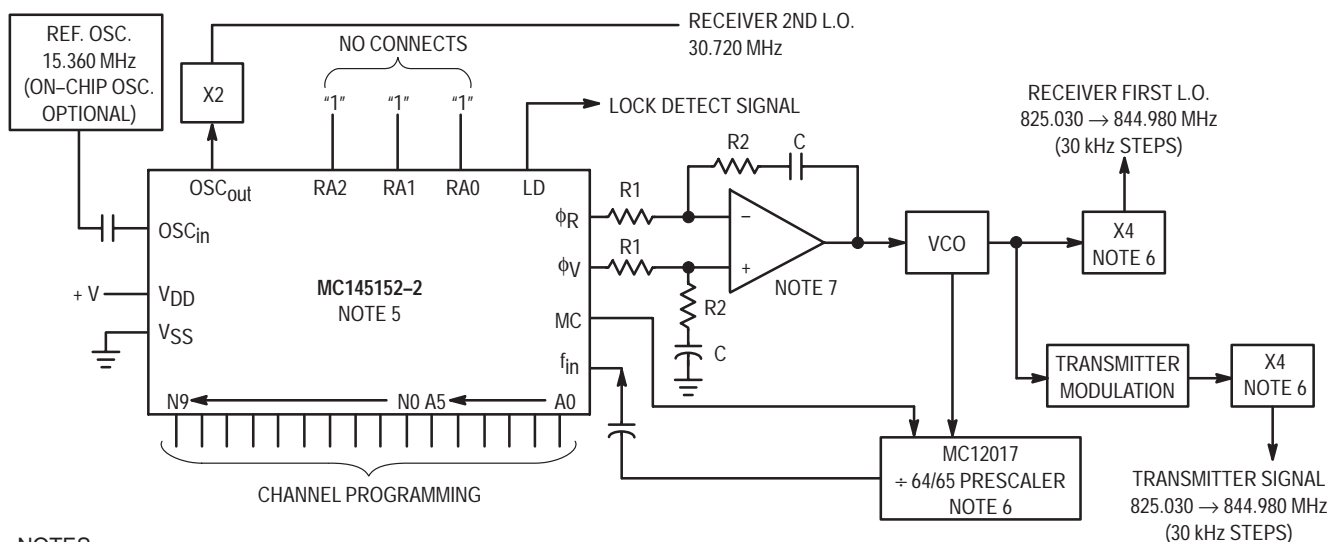 REF. OSC.
15.360 MHz
(ON–CHIP OSC.
OPTIONAL)
X2
RECEIVER 2ND L.O.
30.720 MHz
NO CONNECTS
"1" "1" "1"
LOCK DETECT SIGNAL
RECEIVER FIRST L.O.
825.030 → 844.980 MHz
(30 kHz STEPS)
OSCout RA2 RA1 RA0 LD
OSCin
+ V
VDD
VSS
MC145152–2
NOTE 5
ϕR
ϕV
MC
fin
N9 N0 A5 A0
CHANNEL PROGRAMMING
R1
R1
R2 C
R2
C
–
+
NOTE 7
VCO
X4
NOTE 6
TRANSMITTER
MODULATION
X4
NOTE 6
MC12017
÷ 64/65 PRESCALER
NOTE 6
TRANSMITTER SIGNAL
825.030 → 844.980 MHz
(30 kHz STEPS)